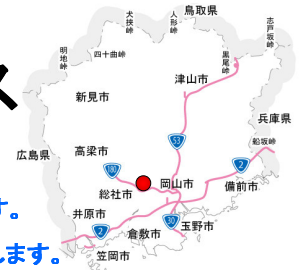 鳥取県
志戸坂峠
人形峠
犬挟峠
黒尾峠
四十曲峠
明地峠
津山市
新見市
兵庫県
53
船坂峠
広島県
高梁市
180
2
岡山市
備前市
総社市
す。
井原市
30
玉野市
2
倉敷市
します。
笠岡市